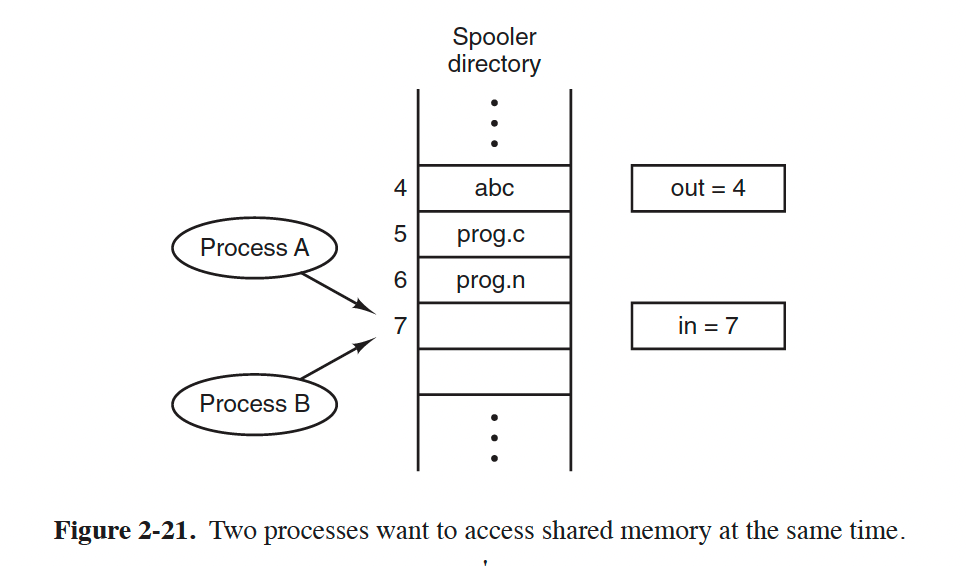 Spooler
directory
4 abc out = 4
5 prog.c
Process A
6 prog.n
7 in = 7
Process B
Figure 2-21. Two processes want to access shared memory at the same time.